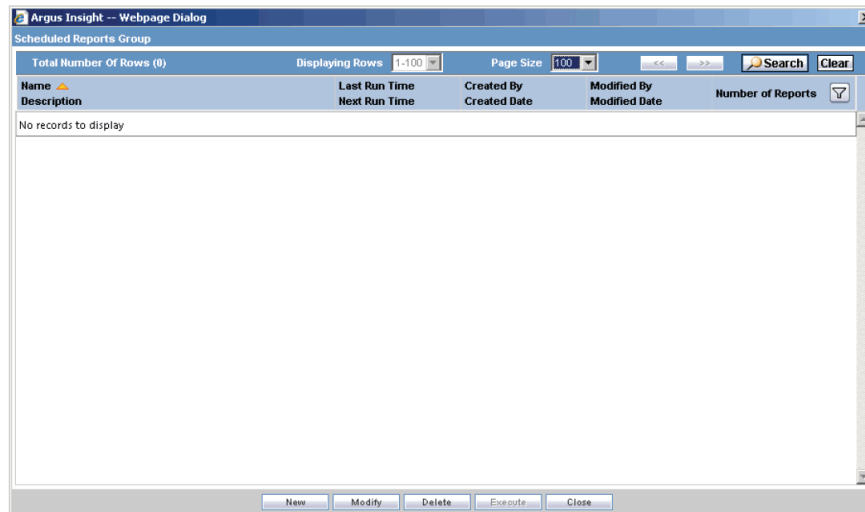 Argus Insight -- Webpage Dialog
Scheduled Reports Group
Total Number Of Rows (0) Displaying Rows 1-100 Page Size 100 << >> Search Clear
Name Last Run Time Created By Modified By Number of Reports
Description Next Run Time Created Date Modified Date
No records to display
New Modify Delete Execute Close